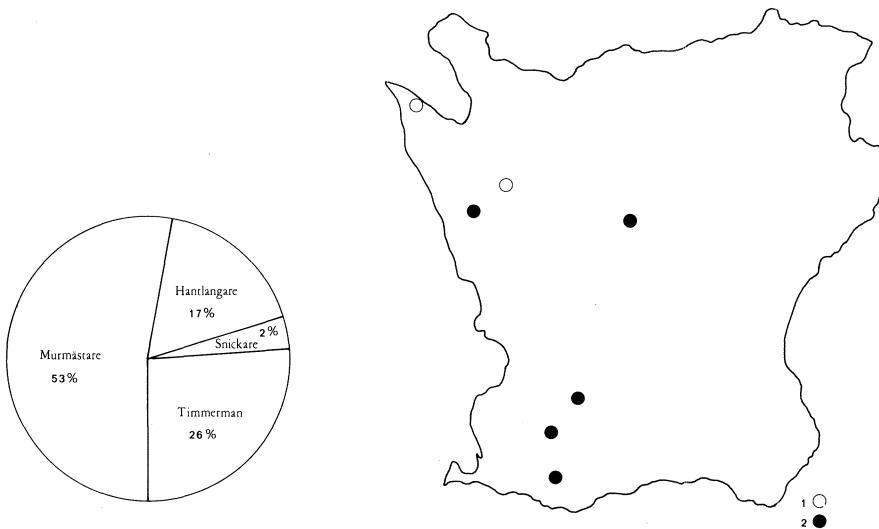 Hantlangare
17%
2%
Snickare
Murmästare
53%
Timmerman
26%
1
2